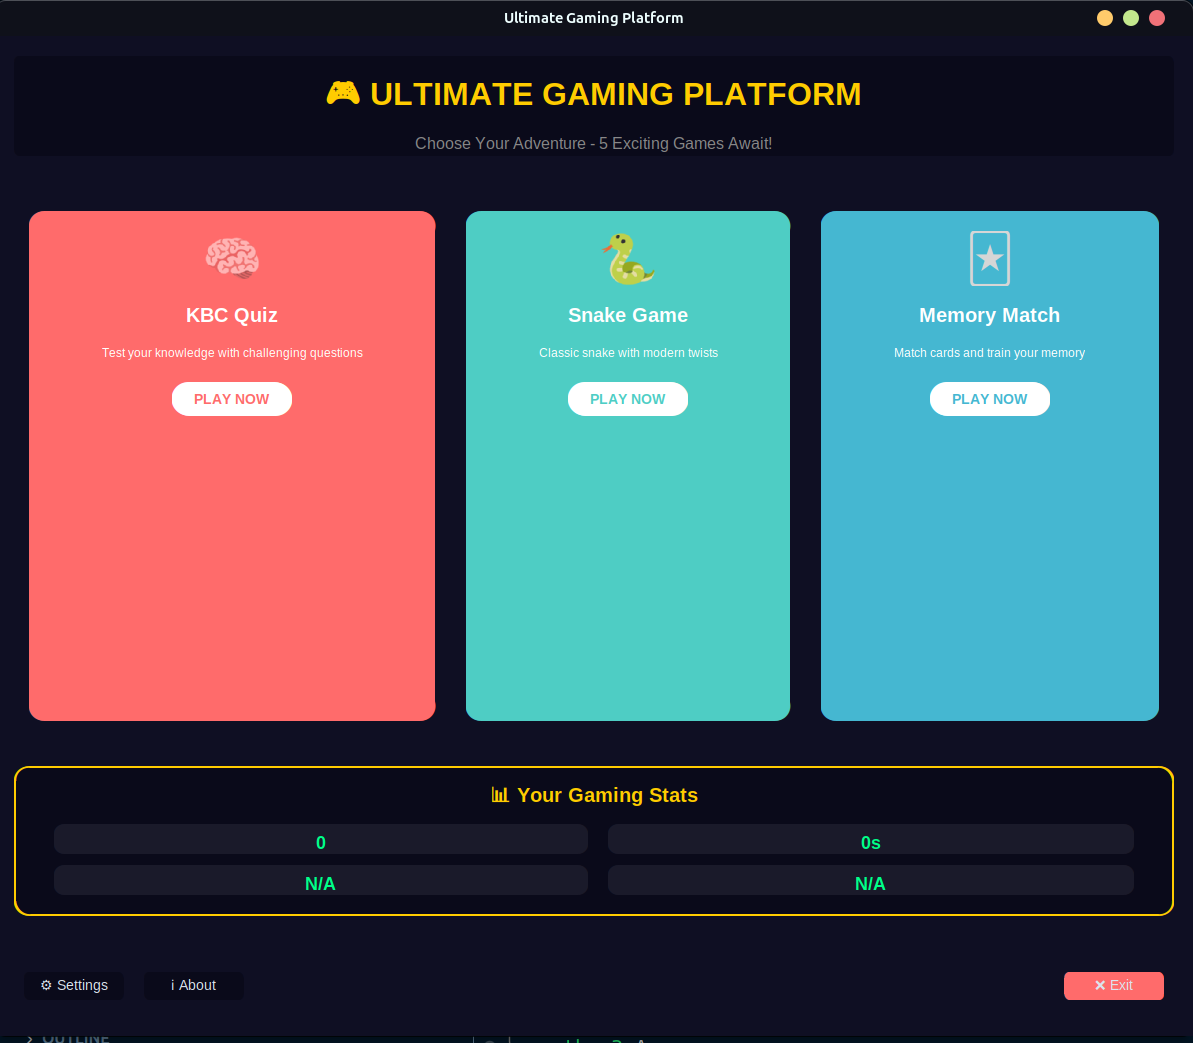 Ultimate Gaming Platform
🎮 ULTIMATE GAMING PLATFORM
Choose Your Adventure - 5 Exciting Games Await!
KBC Quiz
Test your knowledge with challenging questions
PLAY NOW
Snake Game
Classic snake with modern twists
PLAY NOW
Memory Match
Match cards and train your memory
PLAY NOW
📊 Your Gaming Stats
0
0s
N/A
N/A
⚙ Settings
ℹ About
❌ Exit
OUTLINE